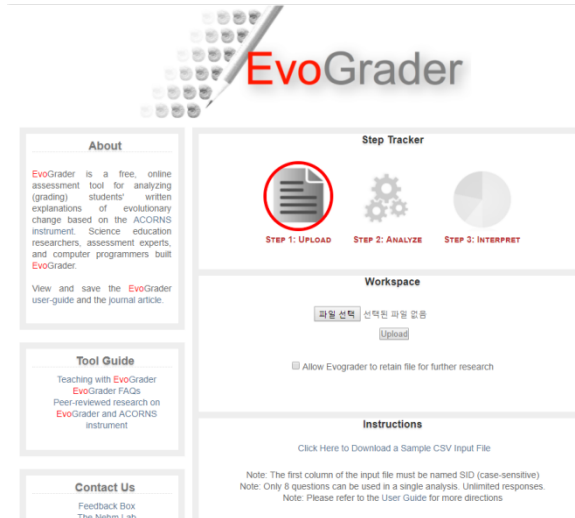 EvoGrader
About
EvoGrader is a free, online
assessment tool for analyzing
(grading) students' written
explanations of evolutionary
change based on the ACORNS
instrument. Science education
researchers, assessment experts,
and computer programmers built
EvoGrader.
View and save the EvoGrader
user-guide and the journal article.
Tool Guide
Teaching with EvoGrader
EvoGrader FAQs
Peer-reviewed research on
EvoGrader and ACORNS
instrument
Contact Us
Feedback Box
The Nehm Lab
Step Tracker
STEP 1: UPLOAD STEP 2: ANALYZE STEP 3: INTERPRET
Workspace
파일 선택 선택된 파일 없음
Upload
Allow Evograder to retain file for further research
Instructions
Click Here to Download a Sample CSV Input File
Note: The first column of the input file must be named SID (case-sensitive)
Note: Only 8 questions can be used in a single analysis. Unlimited responses.
Note: Please refer to the User Guide for more directions